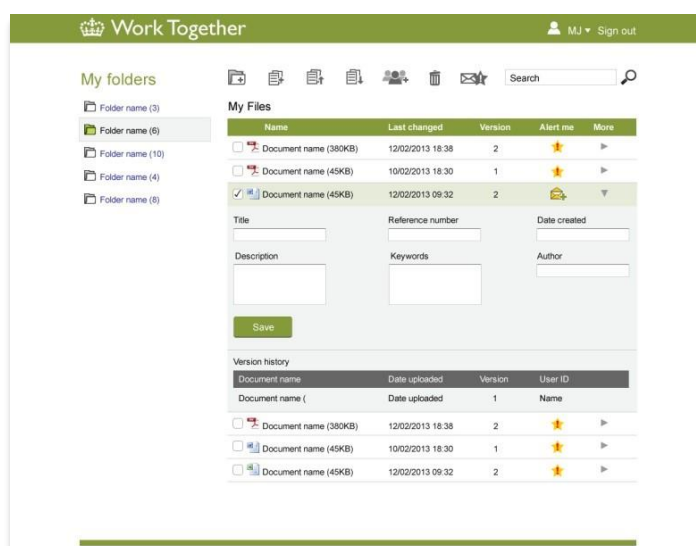 Work Together
MJ Sign out
My folders
Search
Folder name (3)
Folder name (6)
Folder name (10)
Folder name (4)
Folder name (8)
My Files
Name Last changed Version Alert me More
Document name (380KB) 12/02/2013 18:38 2
Document name (45KB) 10/02/2013 18:30 1
Document name (45KB) 12/02/2013 09:32 2
Title Reference number Date created
Description Keywords Author
Save
Version history
Document name Date uploaded Version User ID
Document name ( Date uploaded 1 Name
Document name (380KB) 12/02/2013 18:38 2
Document name (45KB) 10/02/2013 18:30 1
Document name (45KB) 12/02/2013 09:32 2